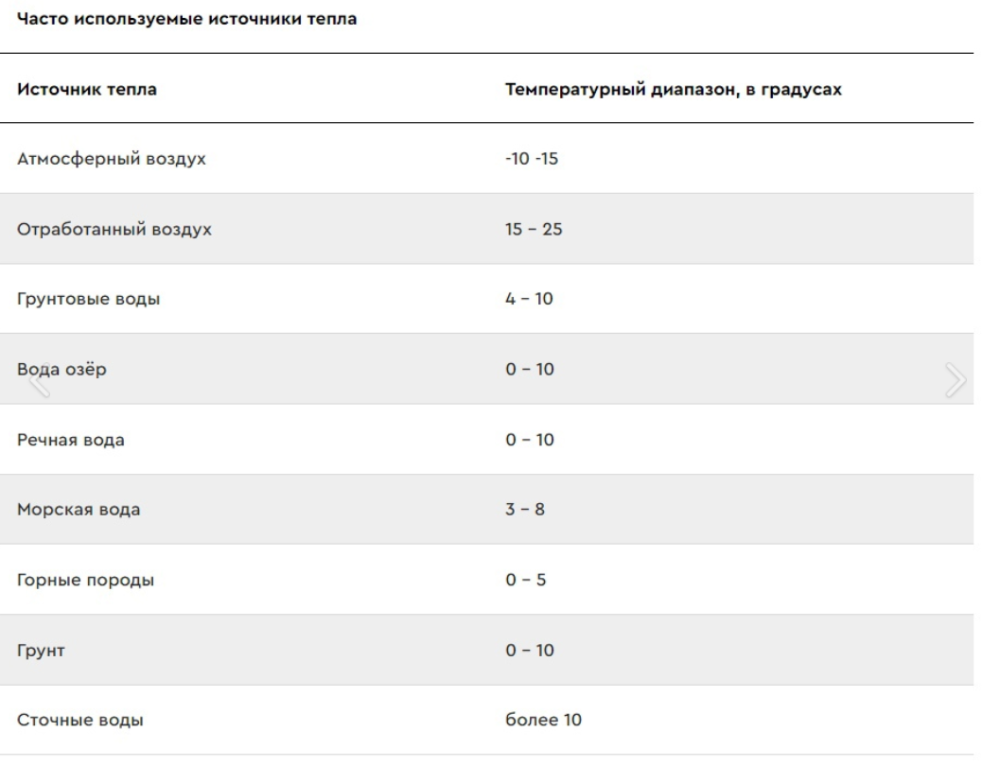 Часто используемые источники тепла
Источник тепла Температурный диапазон, в градусах
Атмосферный воздух -10 -15
Отработанный воздух 15 – 25
Грунтовые воды 4 – 10
Вода озёр 0 – 10
Речная вода 0 – 10
Морская вода 3 – 8
Горные породы 0 – 5
Грунт 0 – 10
Сточные воды более 10